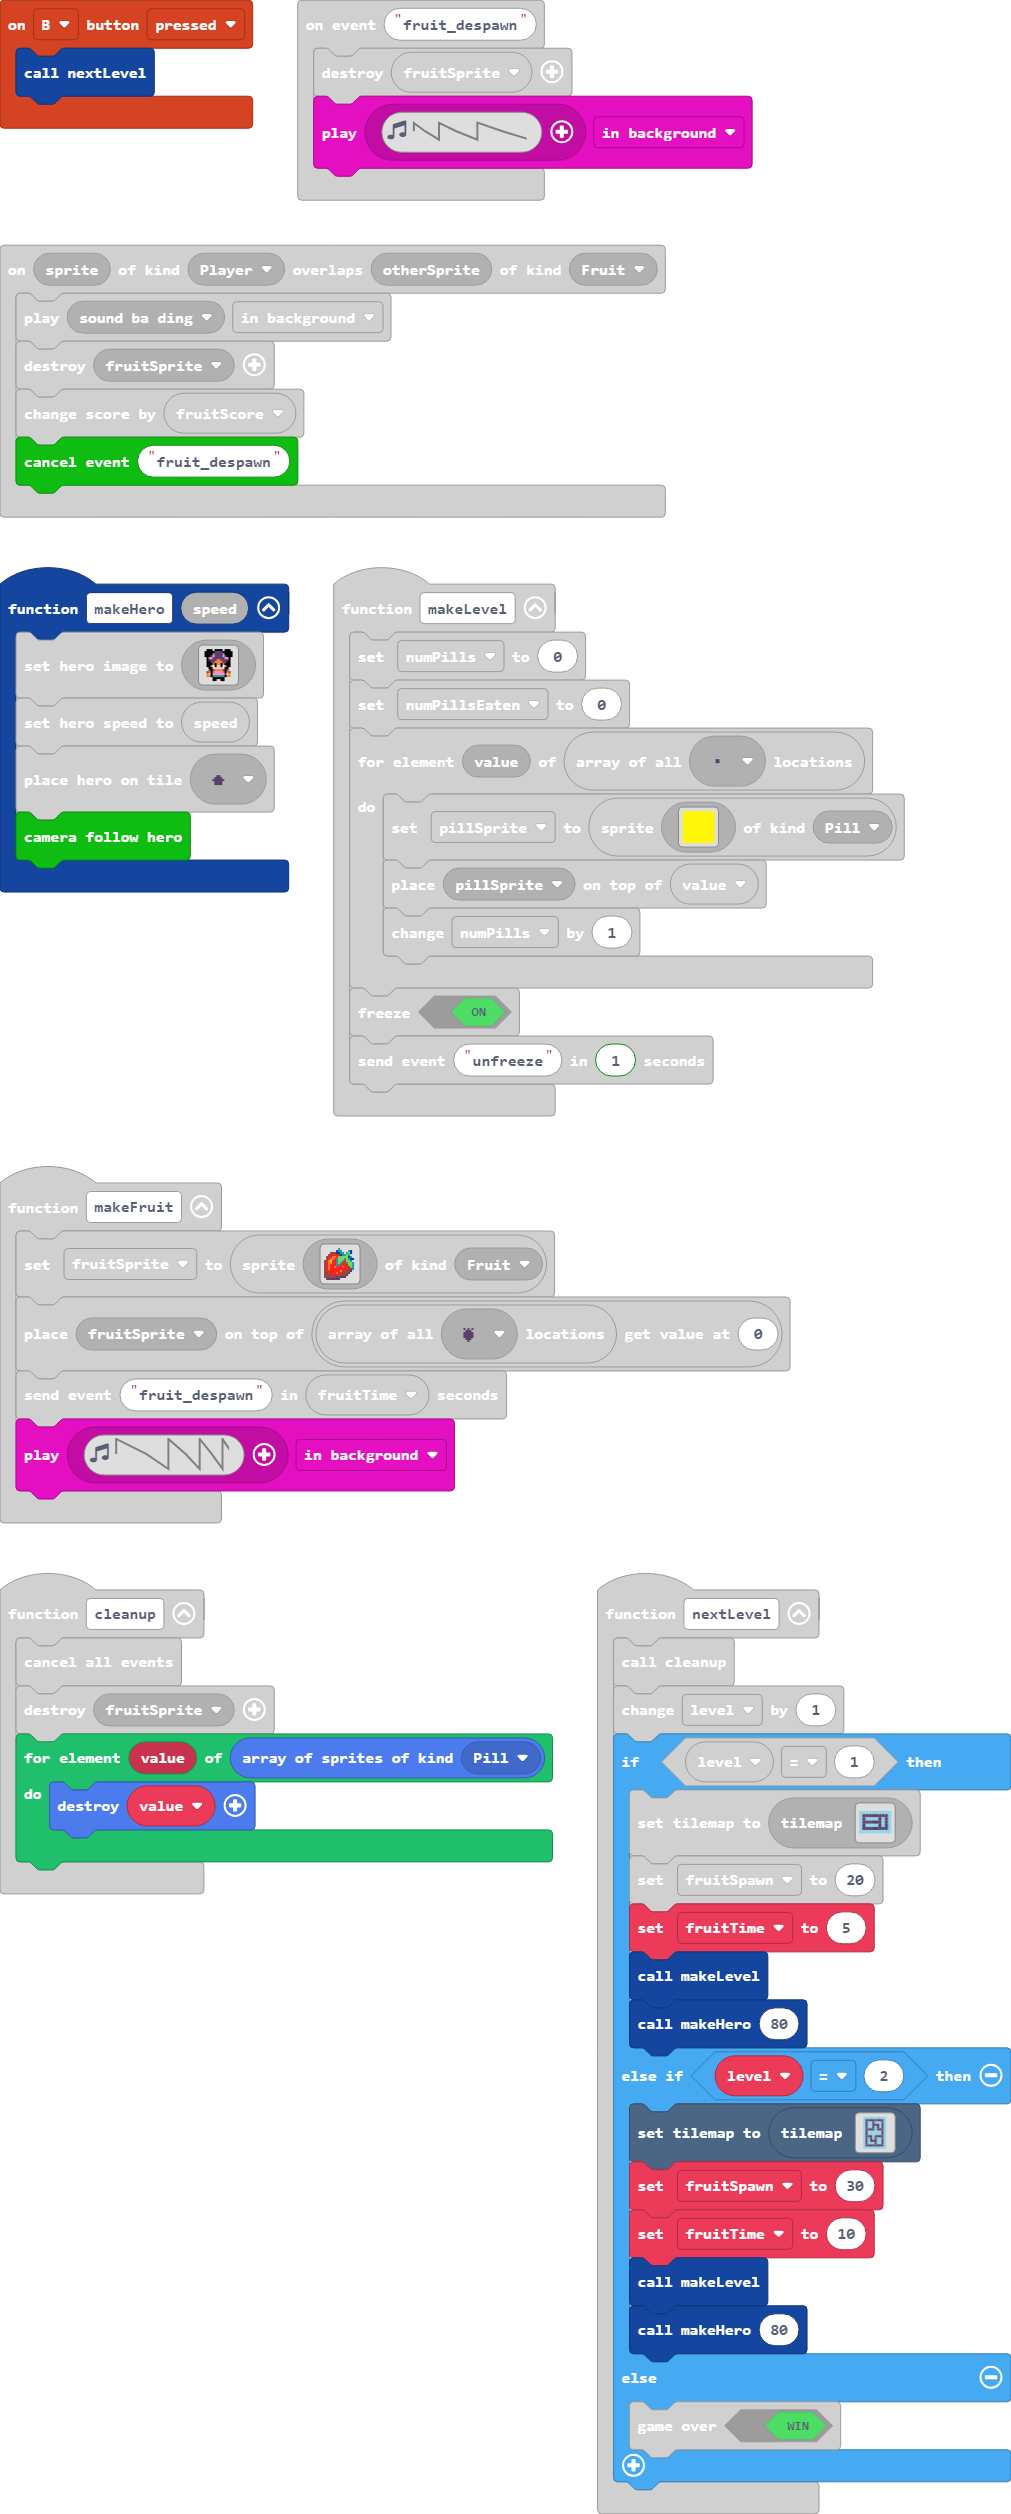 on B button pressed
call nextLevel
on event "fruit_despawn"
destroy fruitSprite
play in background
on sprite of kind Player overlaps otherSprite of kind Fruit
play sound ba ding in background
destroy fruitSprite
change score by fruitScore
cancel event "fruit_despawn"
function makeHero speed
set hero image to
set hero speed to speed
place hero on tile
camera follow hero
function makeLevel
set numPills to 0
set numPillsEaten to 0
for element value of array of all locations
do
set pillSprite to sprite of kind Pill
place pillSprite on top of value
change numPills by 1
freeze ON
send event "unfreeze" in 1 seconds
function makeFruit
set fruitSprite to sprite of kind Fruit
place fruitSprite on top of array of all locations get value at 0
send event "fruit_despawn" in fruitTime seconds
play in background
function cleanup
cancel all events
destroy fruitSprite
for element value of array of sprites of kind Pill
do destroy value
function nextLevel
call cleanup
change level by 1
if level = 1 then
set tilemap to tilemap
set fruitSpawn to 20
set fruitTime to 5
call makeLevel
call makeHero 80
else if level = 2 then
set tilemap to tilemap
set fruitSpawn to 30
set fruitTime to 10
call makeLevel
call makeHero 80
else
game over WIN